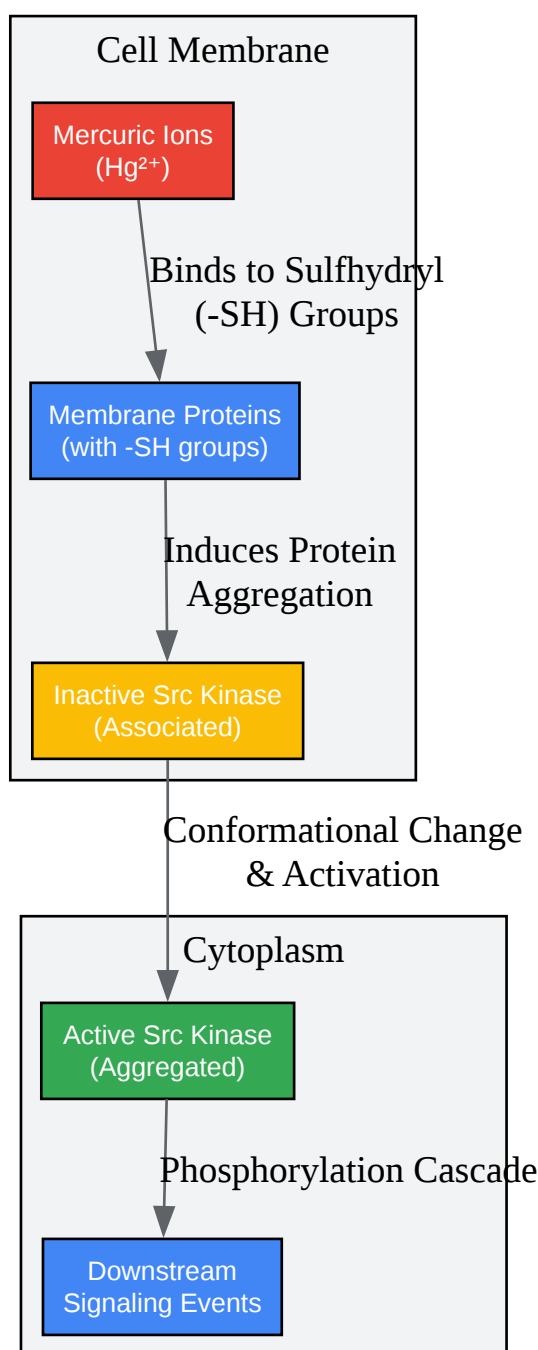 Cell Membrane
Mercuric Ions
(Hg²⁺)
Binds to Sulfhydryl
(-SH) Groups
Membrane Proteins
(with -SH groups)
Induces Protein
Aggregation
Inactive Src Kinase
(Associated)
Conformational Change
& Activation
Cytoplasm
Active Src Kinase
(Aggregated)
Phosphorylation Cascade
Downstream
Signaling Events